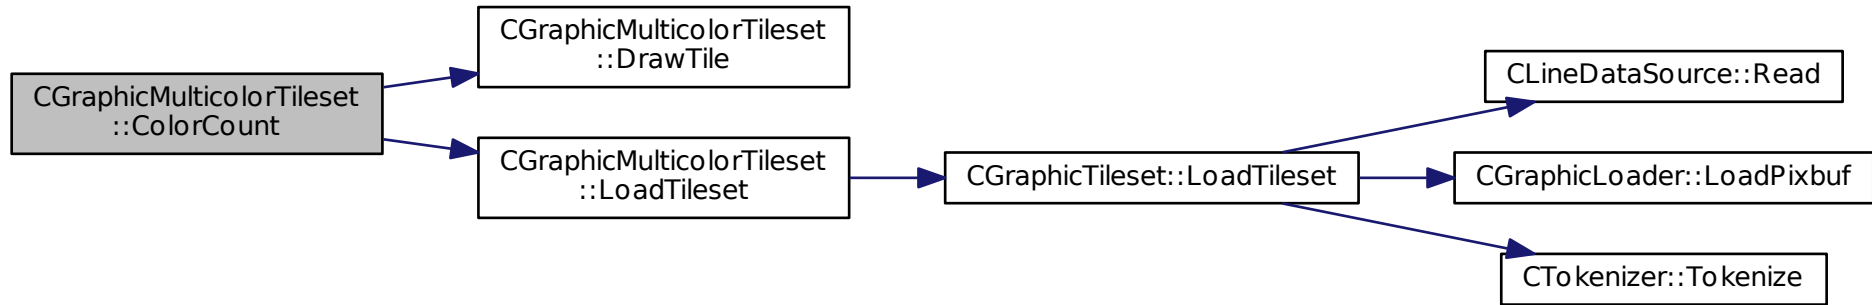 CGraphicMulticolorTileset
::ColorCount
CGraphicMulticolorTileset
::DrawTile
CGraphicMulticolorTileset
::LoadTileset
CGraphicTileset::LoadTileset
CLineDataSource::Read
CGraphicLoader::LoadPixbuf
CTokenizer::Tokenize